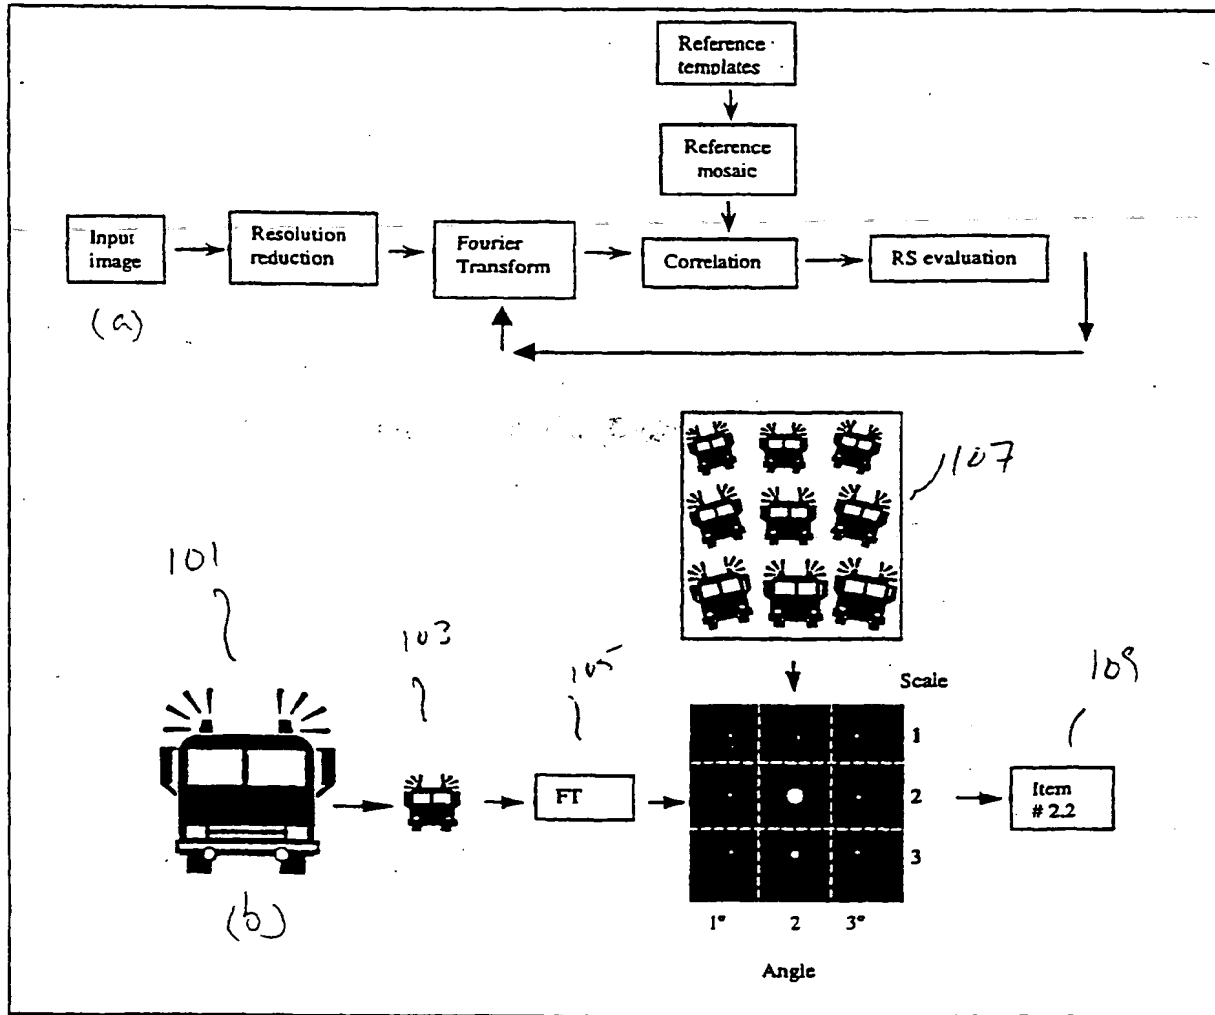 Reference
templates
Reference
mosaic
Input
image
Resolution
reduction
Fourier
Transform
Correlation
RS evaluation
(a)
107
101
103
105
109
Scale
1
FT
2
Item
# 2.2
3
(b)
1°
2
3°
Angle